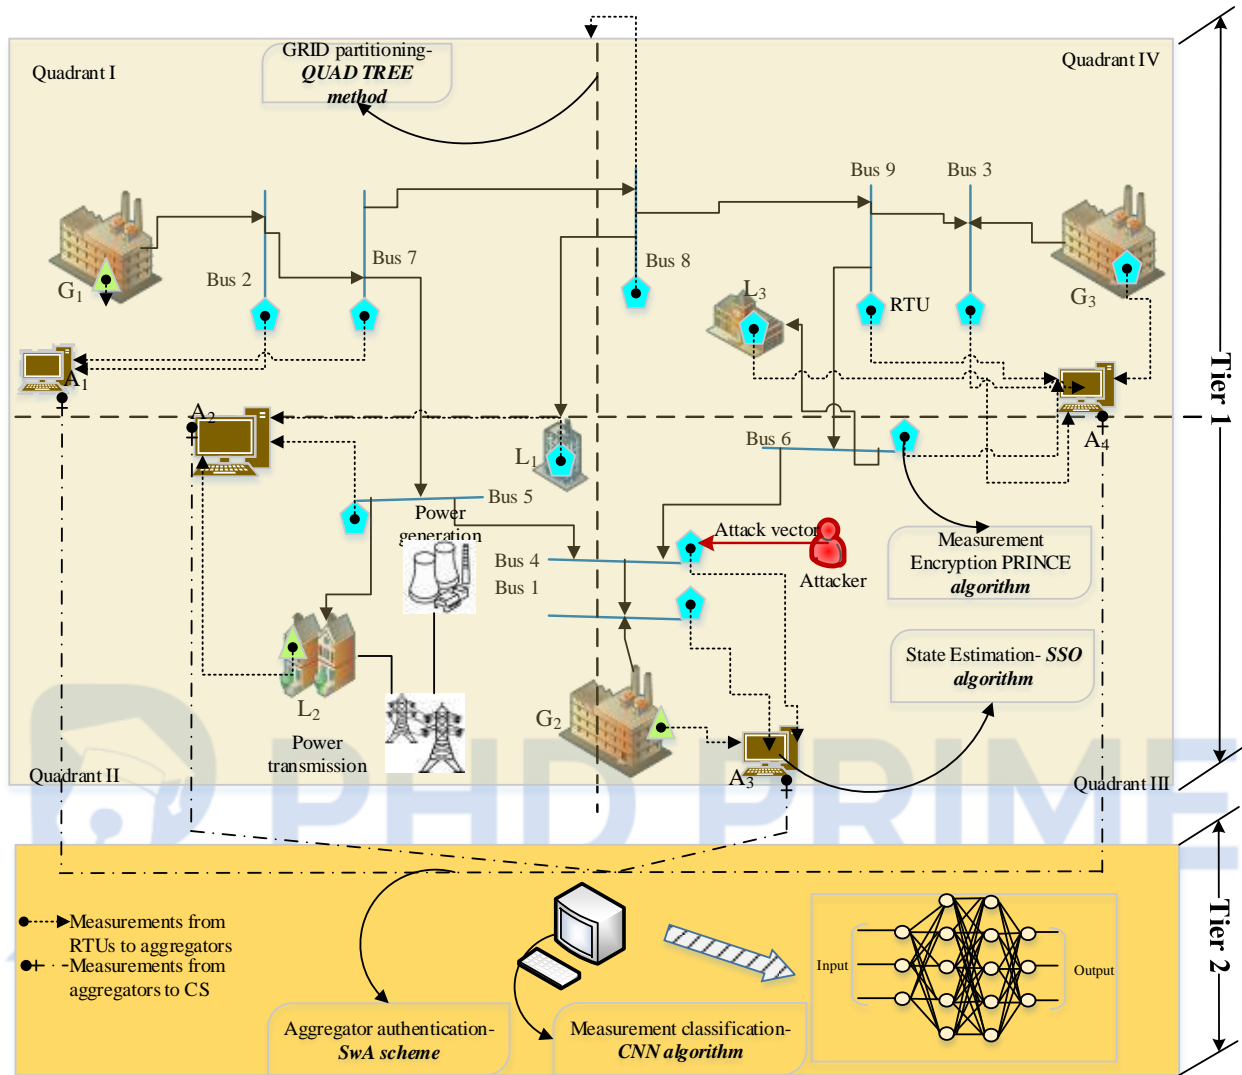 GRID partitioning-
QUAD TREE
method
Quadrant I
Quadrant IV
Bus 9
Bus 3
Bus 7
Bus 2
Bus 8
G1
L3
RTU
G3
A1
A2
A4
Tier 1
L1
Bus 6
Bus 5
Power
generation
Attack vector
Attacker
Measurement
Encryption PRINCE
algorithm
Bus 4
Bus 1
State Estimation- SSO
algorithm
L2
G2
Power
transmission
A3
Quadrant II
Quadrant III
PHD PRIME
Tier 2
Measurements from
RTUs to aggregators
Measurements from
aggregators to CS
Input
Output
Aggregator authentication-
SwA scheme
Measurement classification-
CNN algorithm